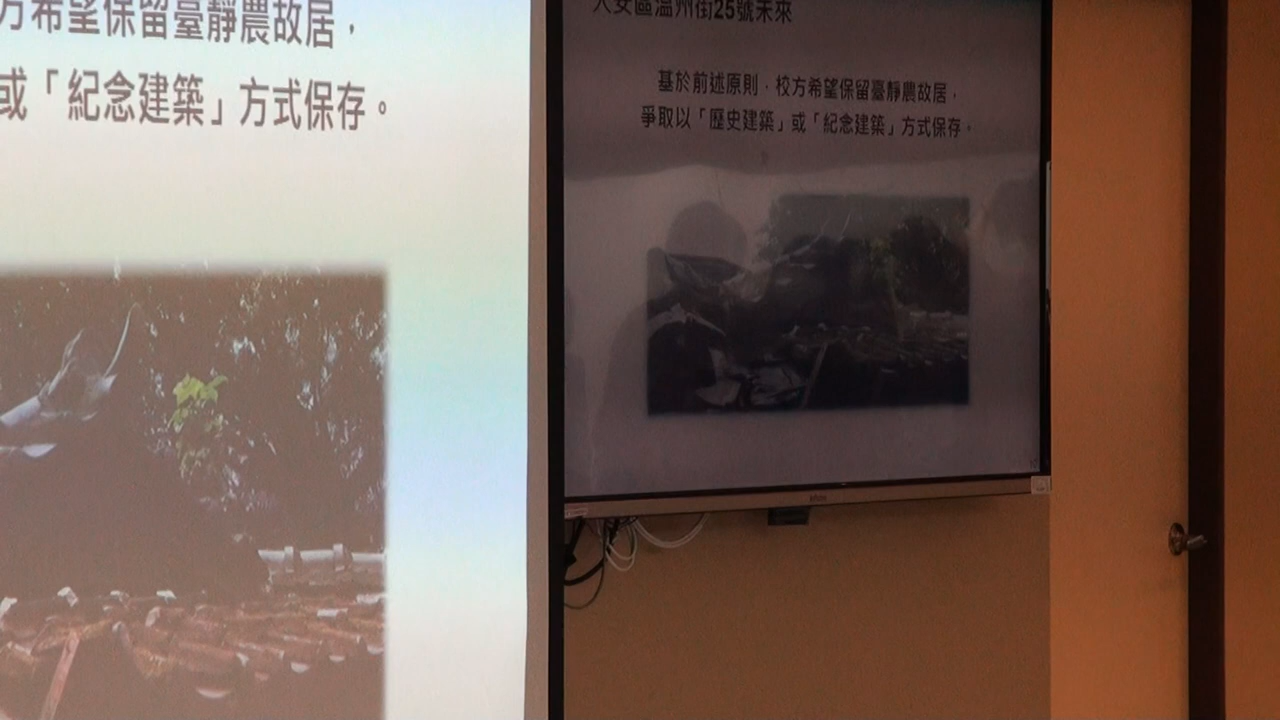 方希望保留臺靜農故居，
或「紀念建築」方式保存。
大安區溫州街25號未來
基於前述原則，校方希望保留臺靜農故居，
爭取以「歷史建築」或「紀念建築」方式保存。